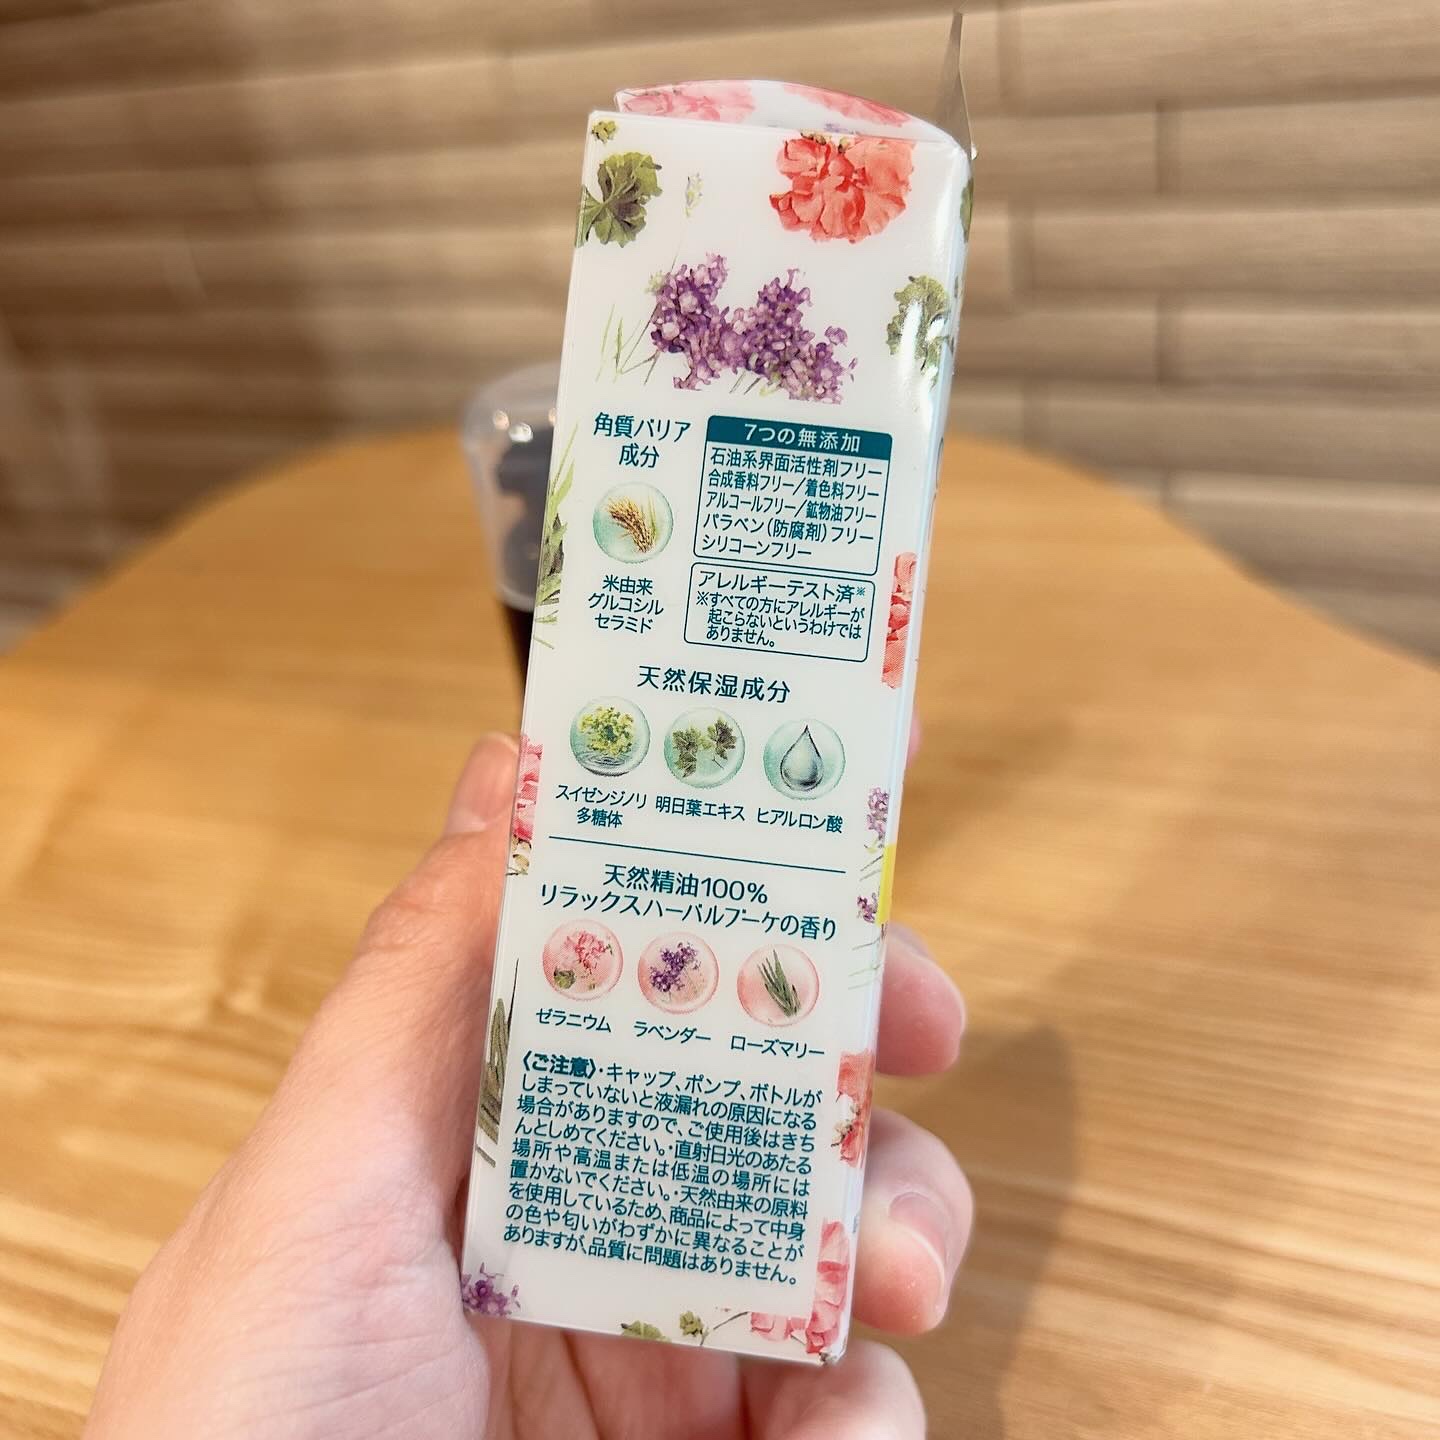 角質バリア
成分
米由来
グルコシル
セラミド
7つの無添加
石油系界面活性剤フリー
合成香料フリー/着色料フリー
アルコールフリー/鉱物油フリー
パラベン(防腐剤)フリー
シリコーンフリー
アレルギーテスト済※
※すべての方にアレルギーが
起こらないというわけでは
ありません。
天然保湿成分
スイゼンジノリ
多糖体
明日葉エキス
ヒアルロン酸
天然精油100%
リラックスハーバルブーケの香り
ゼラニウム
ラベンダー
ローズマリー
〈ご注意〉・キャップ、ポンプ、ボトルが
しまっていないと液漏れの原因になる
場合がありますので、ご使用後はきち
んとしめてください。・直射日光のあたる
場所や高温または低温の場所には
置かないでください。・天然由来の原料
を使用しているため、商品によって中身
の色や匂いがわずかに異なることが
ありますが、品質に問題はありません。